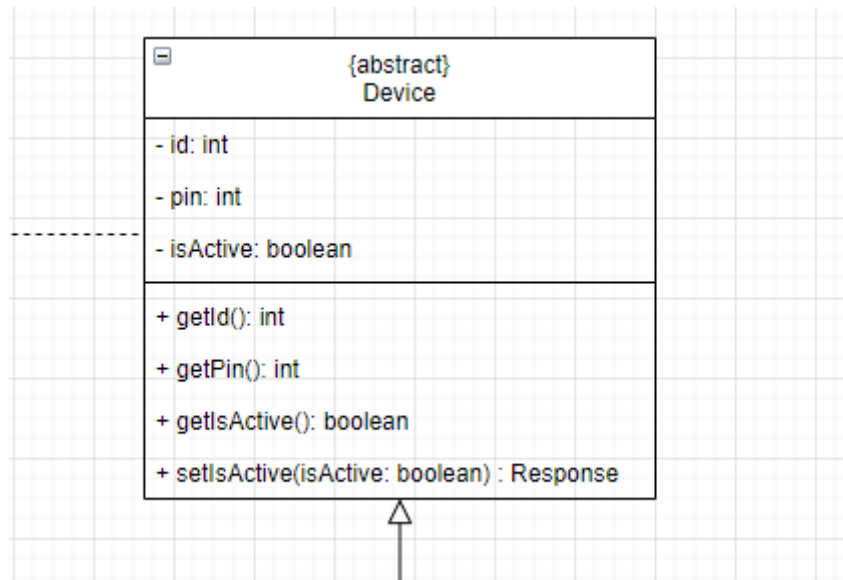 {abstract}
Device
- id: int
- pin: int
- isActive: boolean
+ getId(): int
+ getPin(): int
+ getIsActive(): boolean
+ setIsActive(isActive: boolean) : Response